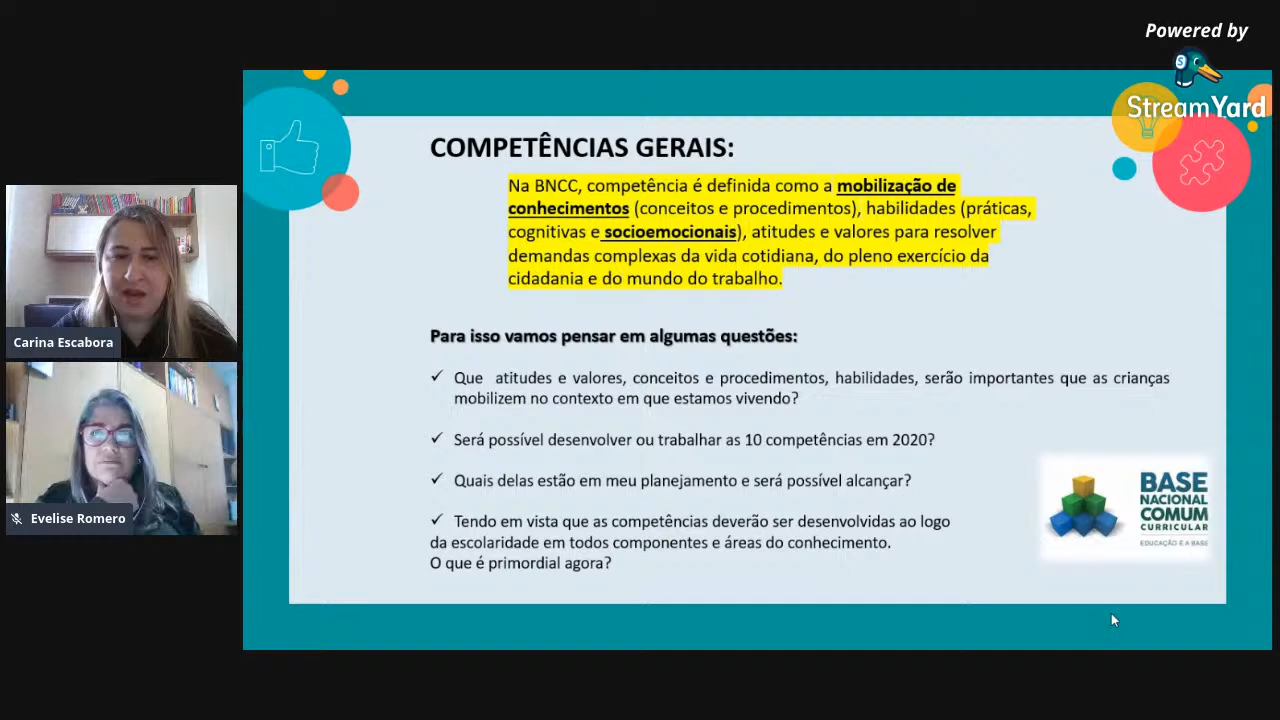 Powered by
StreamYard
COMPETÊNCIAS GERAIS:
Na BNCC, competência é definida como a mobilização de
conhecimentos (conceitos e procedimentos), habilidades (práticas,
cognitivas e socioemocionais), atitudes e valores para resolver
demandas complexas da vida cotidiana, do pleno exercício da
cidadania e do mundo do trabalho.
Para isso vamos pensar em algumas questões:
✓ Que atitudes e valores, conceitos e procedimentos, habilidades, serão importantes que as crianças
mobilizem no contexto em que estamos vivendo?
✓ Será possível desenvolver ou trabalhar as 10 competências em 2020?
✓ Quais delas estão em meu planejamento e será possível alcançar?
✓ Tendo em vista que as competências deverão ser desenvolvidas ao logo
da escolaridade em todos componentes e áreas do conhecimento.
O que é primordial agora?
BASE
NACIONAL
COMUM
CURRICULAR
EDUCAÇÃO É A BASE
Carina Escabora
Evelise Romero